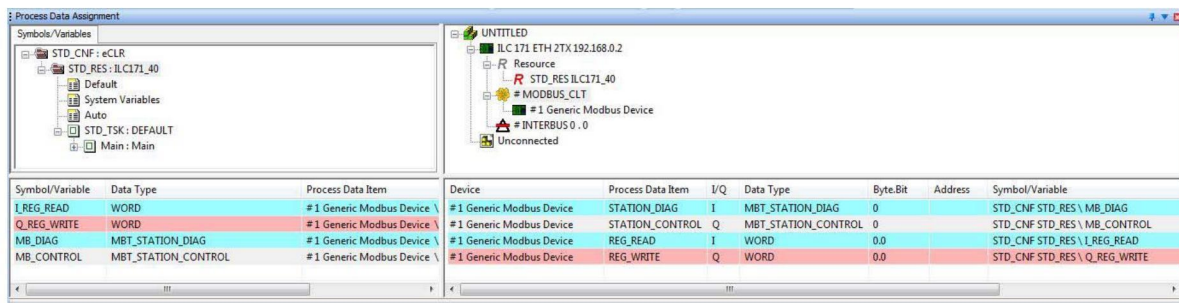 Process Data Assignment
Symbols/Variables
STD_CNF : eCLR
STD_RES : ILC171_40
Default
System Variables
Auto
STD_TSK : DEFAULT
Main : Main
UNTITLED
ILC 171 ETH 2TX 192.168.0.2
R Resource
R STD_RES ILC171_40
# MODBUS_CLT
# 1 Generic Modbus Device
# INTERBUS 0 . 0
Unconnected
Symbol/Variable Data Type Process Data Item
I_REG_READ WORD # 1 Generic Modbus Device \
Q_REG_WRITE WORD # 1 Generic Modbus Device \
MB_DIAG MBT_STATION_DIAG # 1 Generic Modbus Device \
MB_CONTROL MBT_STATION_CONTROL # 1 Generic Modbus Device \
Device Process Data Item I/Q Data Type Byte.Bit Address Symbol/Variable
# 1 Generic Modbus Device STATION_DIAG I MBT_STATION_DIAG 0 STD_CNF STD_RES \ MB_DIAG
# 1 Generic Modbus Device STATION_CONTROL Q MBT_STATION_CONTROL 0 STD_CNF STD_RES \ MB_CONTROL
# 1 Generic Modbus Device REG_READ I WORD 0.0 STD_CNF STD_RES \ I_REG_READ
# 1 Generic Modbus Device REG_WRITE Q WORD 0.0 STD_CNF STD_RES \ Q_REG_WRITE